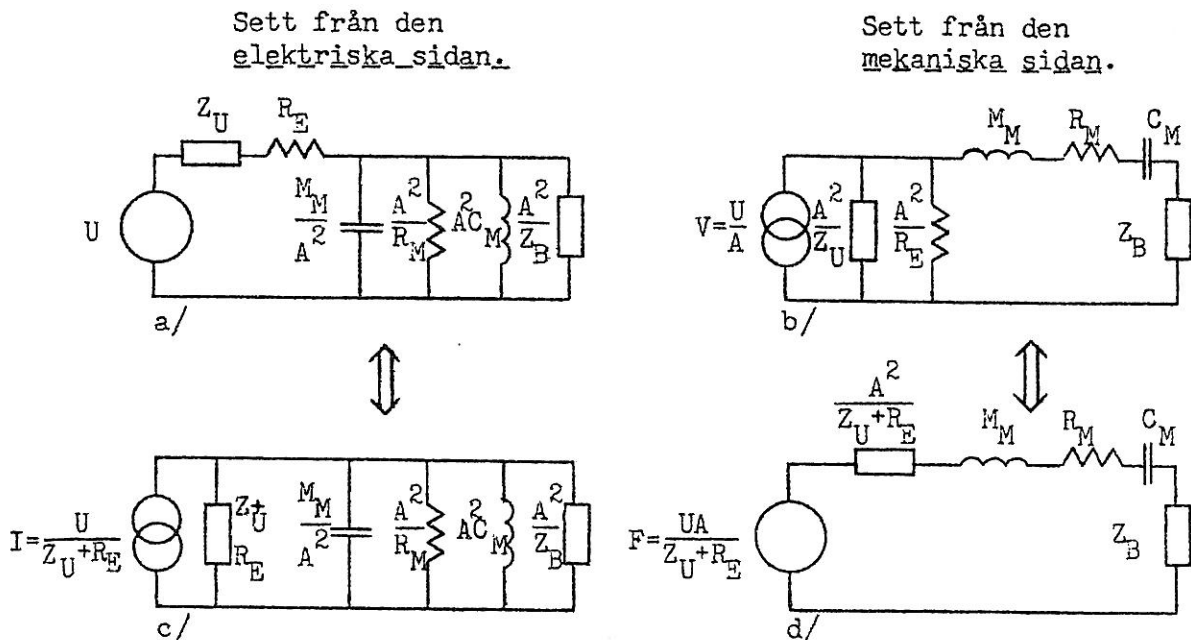 Sett från den
elektriska sidan.
Sett från den
mekaniska sidan.
Z_U
R_E
U
M_M/A^2
A^2/R_M
A^2C_M
A^2/Z_B
a/
M_M
R_M
C_M
V=U/A
A^2/Z_U
A^2/R_E
Z_B
b/
I=U/(Z_U+R_E)
Z_U+
R_E
M_M/A^2
A^2/R_M
A^2C_M
A^2/Z_B
c/
A^2/(Z_U+R_E)
M_M
R_M
C_M
F=UA/(Z_U+R_E)
Z_B
d/